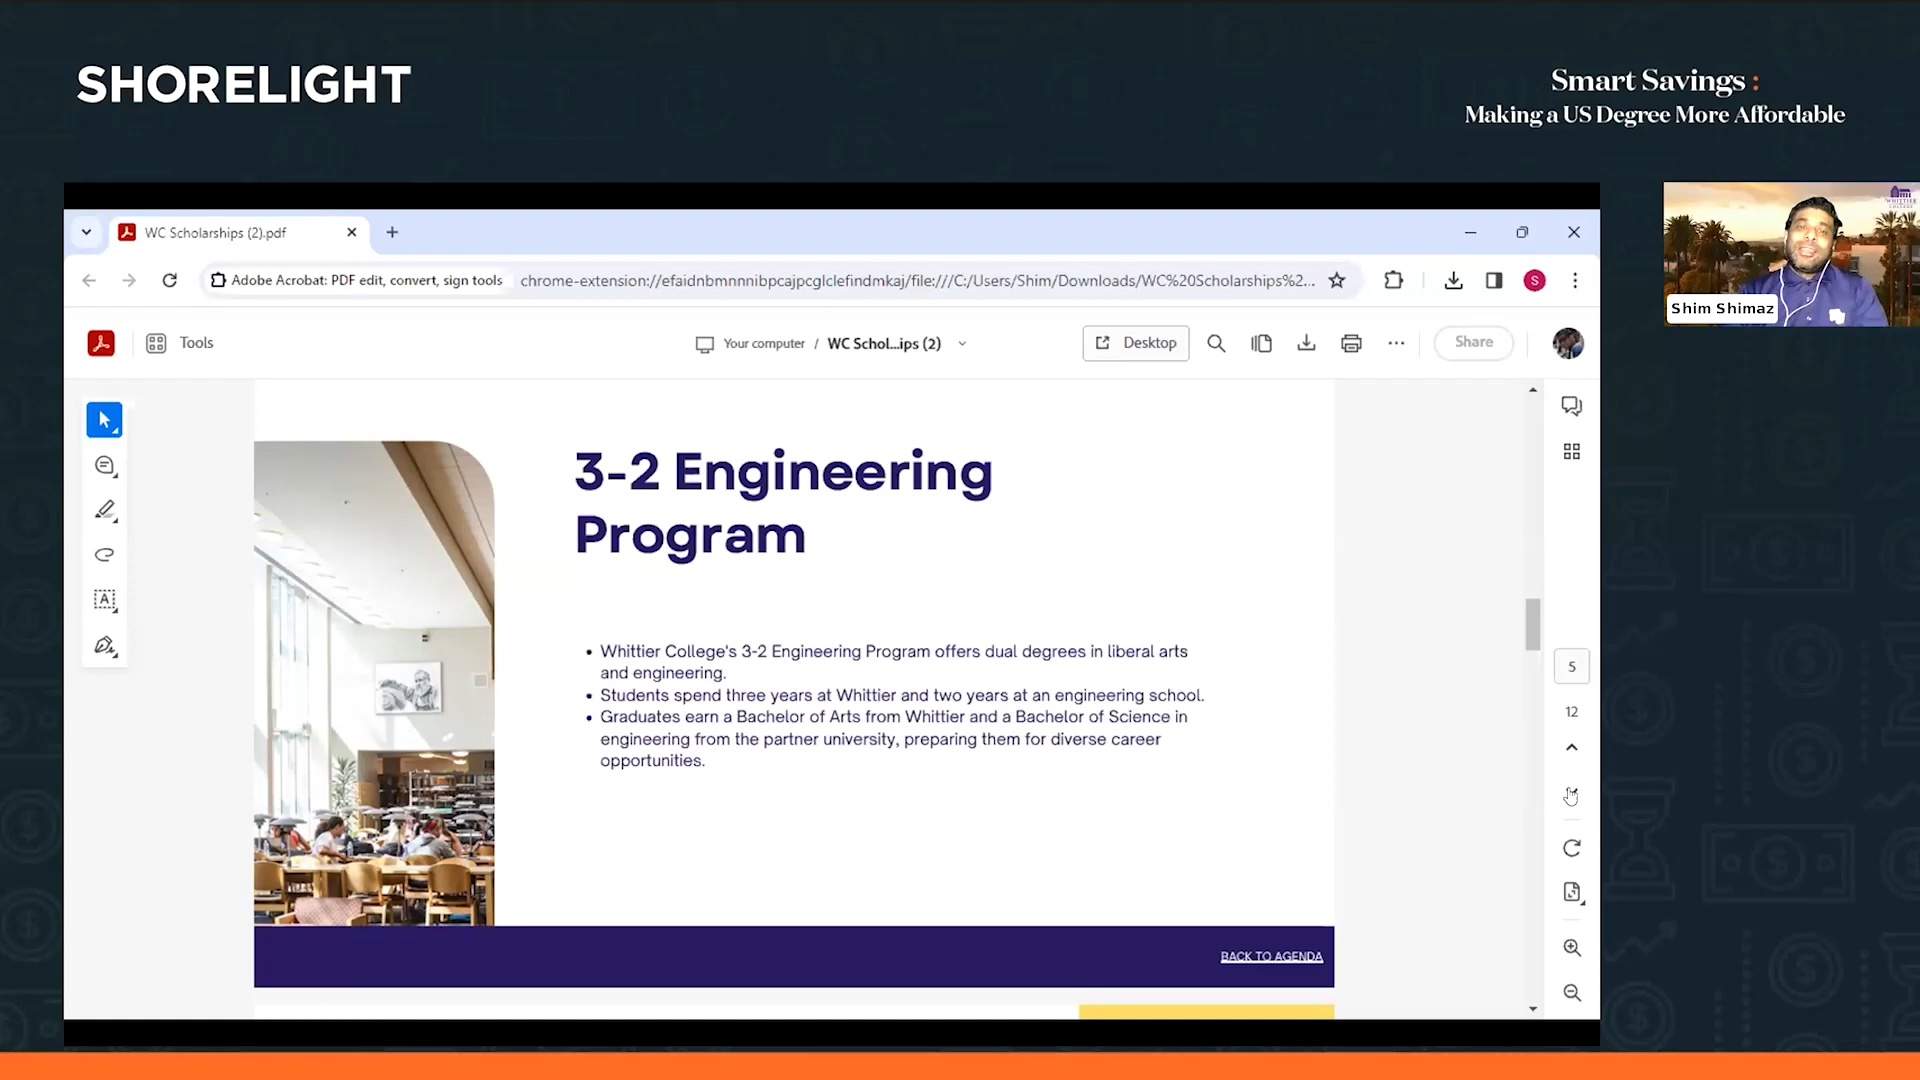 SHORELIGHT
Smart Savings :
Making a US Degree More Affordable
WC Scholarships (2).pdf
Adobe Acrobat: PDF edit, convert, sign tools
chrome-extension://efaidnbmnnnibpcajpcglclefindmkaj/file:///C:/Users/Shim/Downloads/WC%20Scholarships%2...
S
Tools
Your computer / WC Schol...ips (2)
Desktop
Share
3-2 Engineering
Program
• Whittier College's 3-2 Engineering Program offers dual degrees in liberal arts
and engineering.
• Students spend three years at Whittier and two years at an engineering school.
• Graduates earn a Bachelor of Arts from Whittier and a Bachelor of Science in
engineering from the partner university, preparing them for diverse career
opportunities.
BACK TO AGENDA
5
12
WHITTIER
COLLEGE
Shim Shimaz